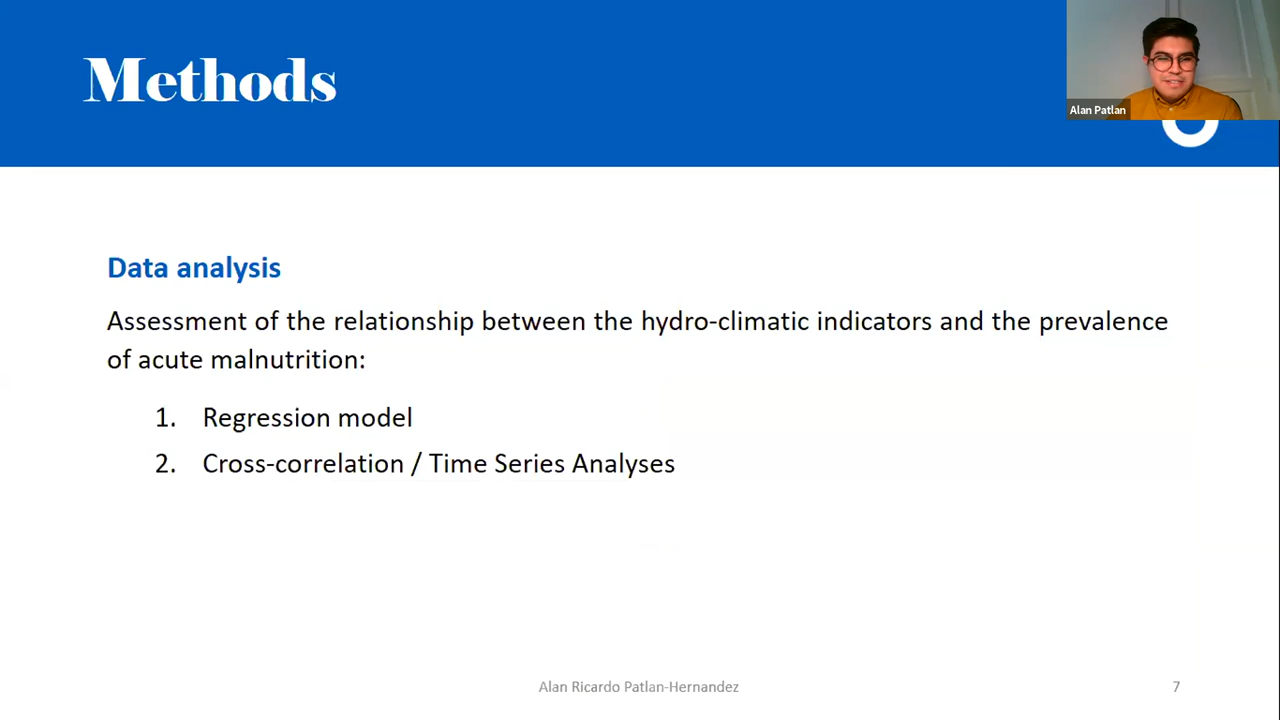 Methods
Alan Patlan
Data analysis
Assessment of the relationship between the hydro-climatic indicators and the prevalence
of acute malnutrition:
1. Regression model
2. Cross-correlation / Time Series Analyses
Alan Ricardo Patlan-Hernandez
7